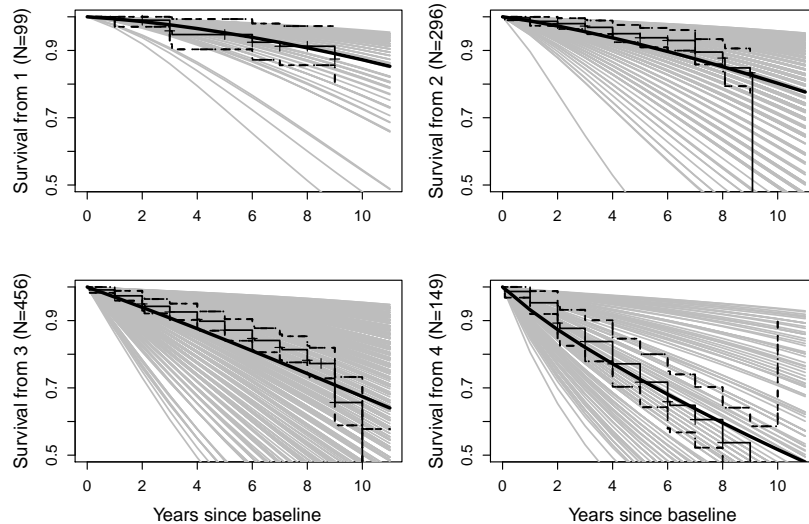 Survival from 1 (N=99)
0.5 0.7 0.9
0 2 4 6 8 10
Survival from 2 (N=296)
0.5 0.7 0.9
0 2 4 6 8 10
Survival from 3 (N=456)
0.5 0.7 0.9
0 2 4 6 8 10
Years since baseline
Survival from 4 (N=149)
0.5 0.7 0.9
0 2 4 6 8 10
Years since baseline